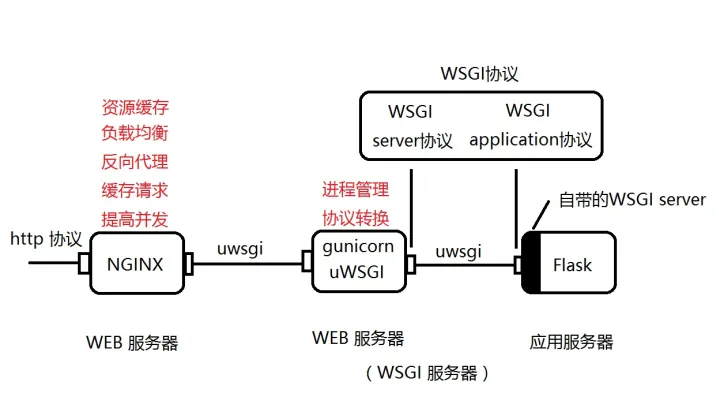 WSGI协议
WSGI
server协议
WSGI
application协议
资源缓存
负载均衡
反向代理
缓存请求
提高并发
进程管理
协议转换
自带的WSGI server
http 协议
NGINX
uwsgi
gunicorn
uWSGI
uwsgi
Flask
WEB 服务器
WEB 服务器
（WSGI 服务器）
应用服务器